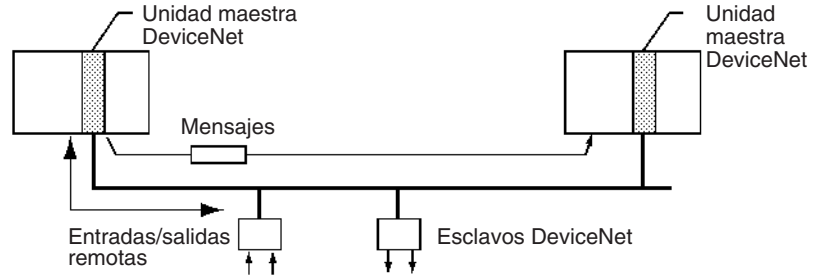 Unidad maestra
DeviceNet
Unidad
maestra
DeviceNet
Mensajes
Entradas/salidas
remotas
Esclavos DeviceNet